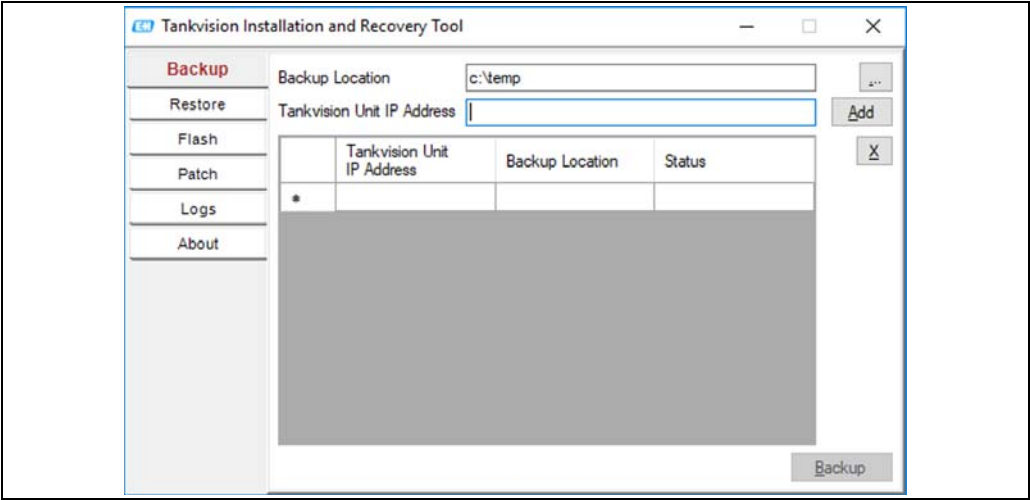 E+H Tankvision Installation and Recovery Tool
Backup
Restore
Flash
Patch
Logs
About
Backup Location c:\temp ...
Tankvision Unit IP Address Add
X
Tankvision Unit
IP Address
Backup Location
Status
*
Backup